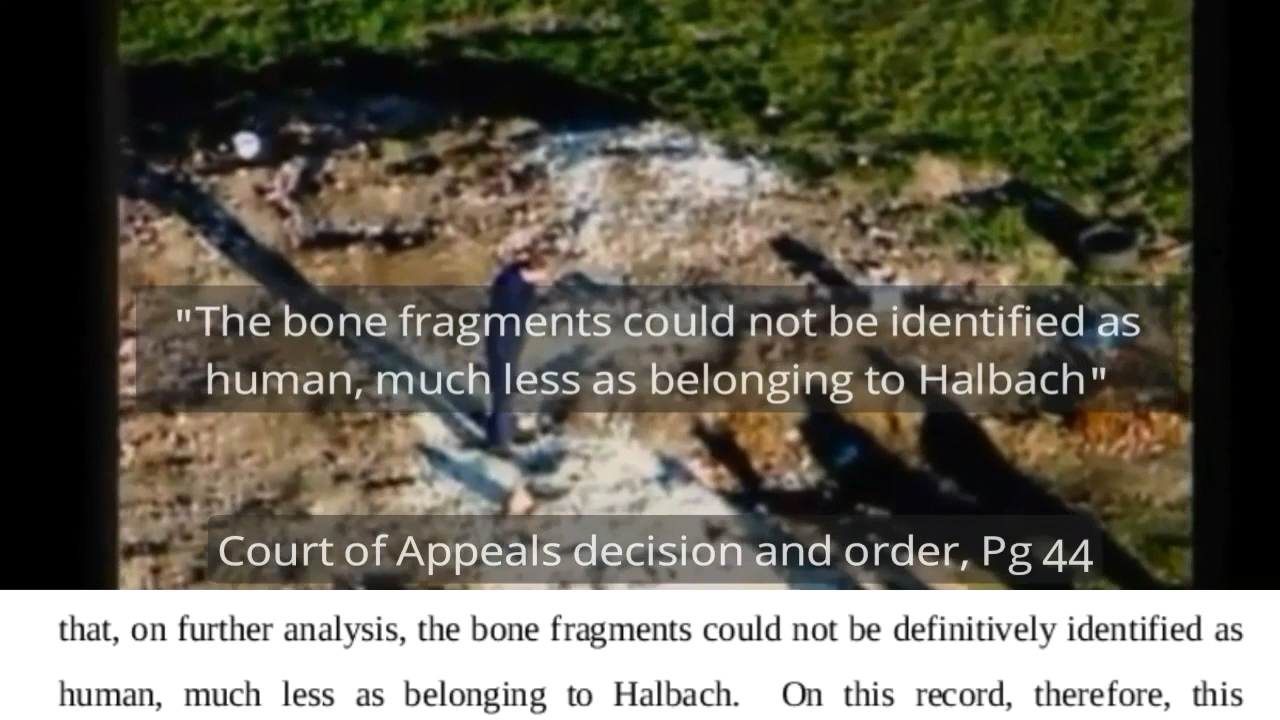 "The bone fragments could not be identified as
human, much less as belonging to Halbach"
Court of Appeals decision and order, Pg 44
that, on further analysis, the bone fragments could not be definitively identified as
human, much less as belonging to Halbach. On this record, therefore, this